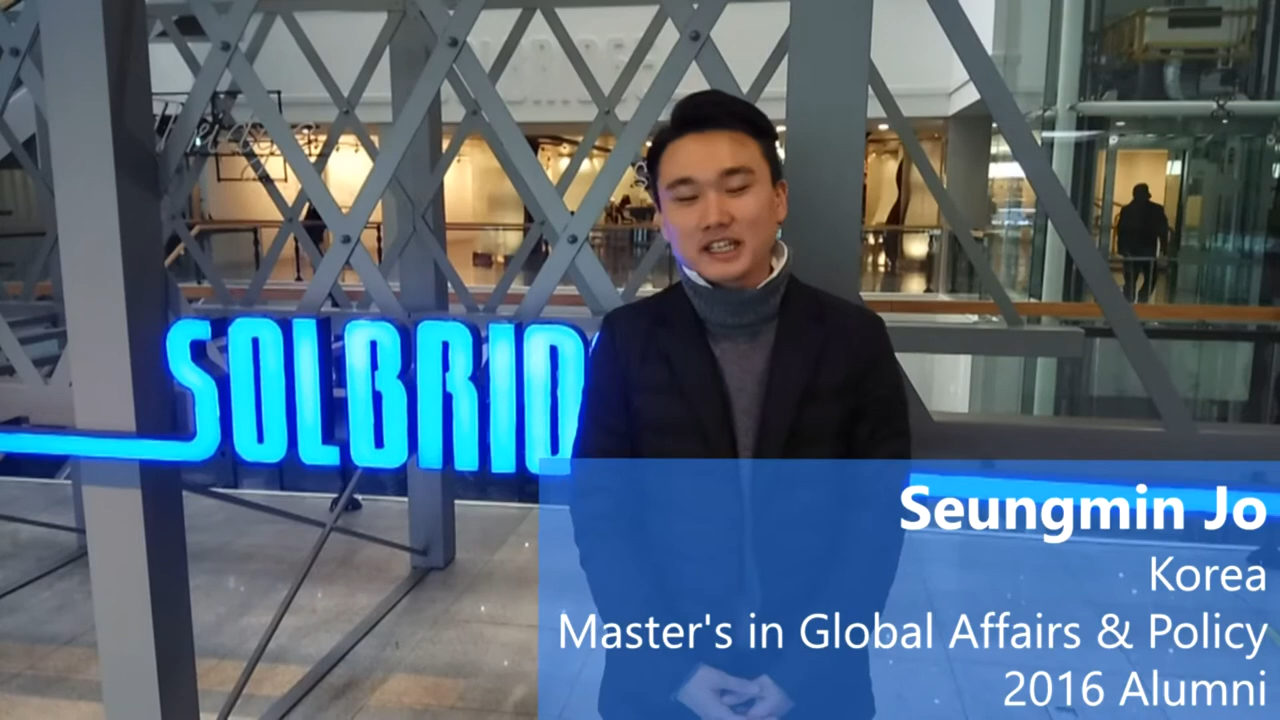 SOLBRID
Seungmin Jo
Korea
Master's in Global Affairs & Policy
2016 Alumni